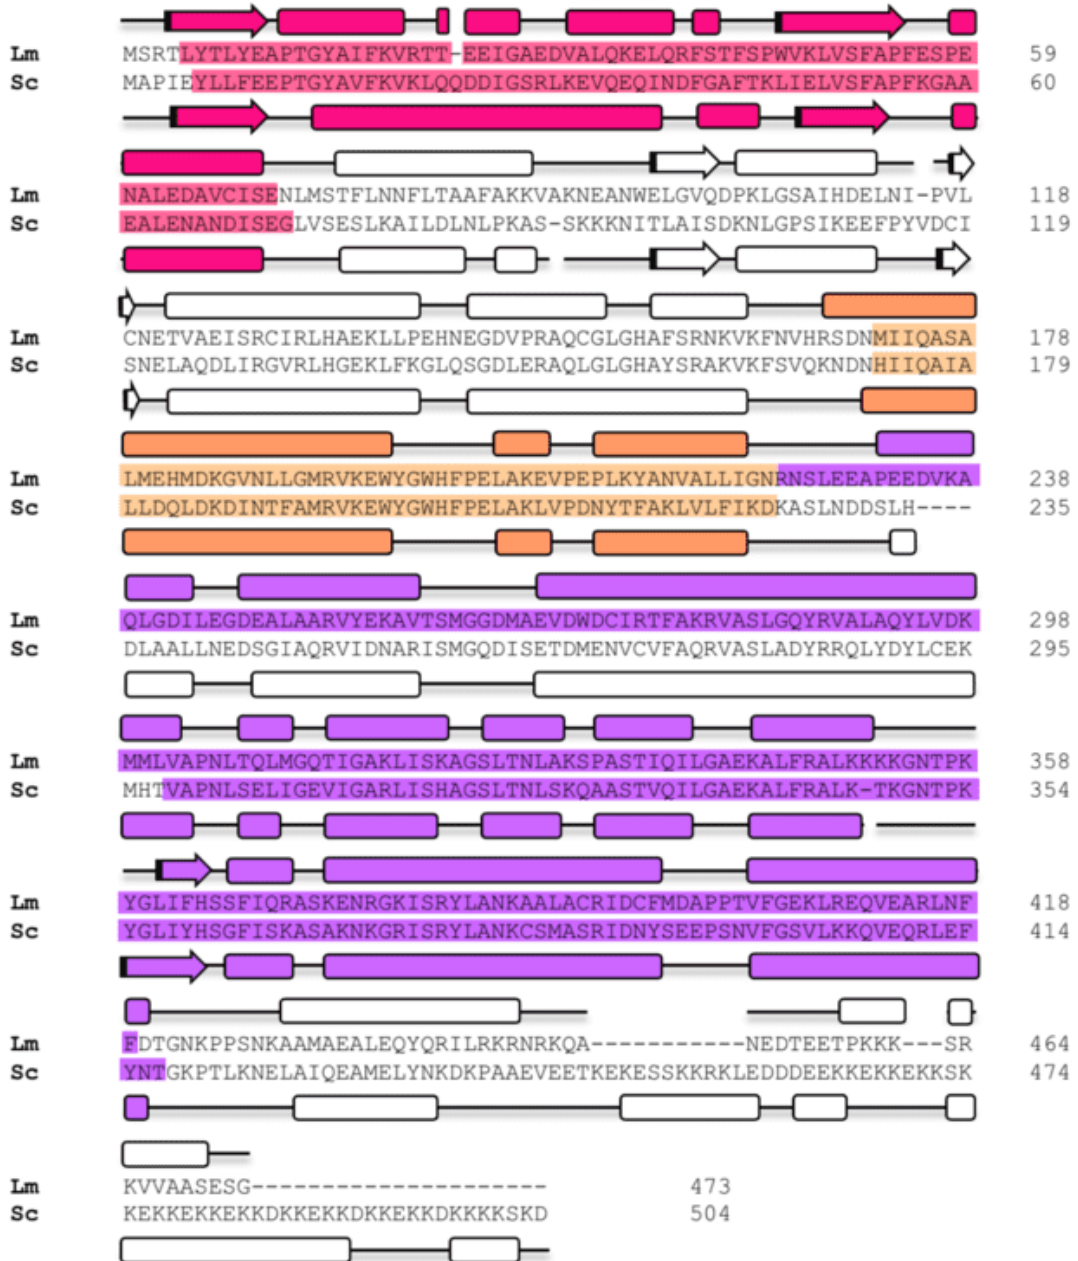 Lm MSRTLYTLYEAPTGYAIFKVRTT-EEIGAEDVALQKELQRFSTFSPWVKLVSFAPFESPE 59
Sc MAPIEYLLFEEPTGYAVFKVKLQQDDIGSRLKEVQEQINDFGAFTKLIELVSFAPFKGAA 60
Lm NALEDAVCISENLMSTFLNNFLTAAFAKKVAKNEANWELGVQDPKLGSAIHDELNI-PVL 118
Sc EALENANDISEGLVSESLKAILDLNLPKAS-SKKKNITLAISDKNLGPSIKEEFPYVDCI 119
Lm CNETVAEISRCIRLHAEKLLPEHNEGDVPRAQCGLGHAFSRNKVKFNVHRSDNMIIQASA 178
Sc SNELAQDLIRGVRLHGEKLFKGLQSGDLERAQLGLGHAYSRAKVKFSVQKNDNHIIQAIA 179
Lm LMEHMDKGVNLLGMRVKEWYGWHFPELAKEVPEPLKYANVALLIGNRNSLEEAPEEDVKA 238
Sc LLDQLDKDINTFAMRVKEWYGWHFPELAKLVPDNYTFAKLVLFIKDKASLNDDSLH---- 235
Lm QLGDILEGDEALAARVYEKAVTSMGGDMAEVDWDCIRTFAKRVASLGQYRVALAQYLVDK 298
Sc DLAALLNEDSGIAQRVIDNARISMGQDISETDMENVCVFAQRVASLADYRRQLYDYLCEK 295
Lm MMLVAPNLTQLMGQTIGAKLISKAGSLTNLAKSPASTIQILGAEKALFRALKKKKGNTPK 358
Sc MHTVAPNLSELIGEVIGARLISHAGSLTNLSKQAASTVQILGAEKALFRALK-TKGNTPK 354
Lm YGLIFHSSFIQRASKENRGKISRYLANKAALACRIDCFMDAPPTVFGEKLREQVEARLNF 418
Sc YGLIYHSGFISKASAKNKGRISRYLANKCSMASRIDNYSEEPSNVFGSVLKKQVEQRLEF 414
Lm FDTGNKPPSNKAAMAEALEQYQRILRKRNRKQA-----------NEDTEETPKKK---SR 464
Sc YNTGKPTLKNELAIQEAMELYNKDKPAAEVEETKEKESSKKRKLEDDDEEKKEKKEKKSK 474
Lm KVVAASESG--------------------- 473
Sc KEKKEKKEKKDKKEKKDKKEKKDKKKKSKD 504